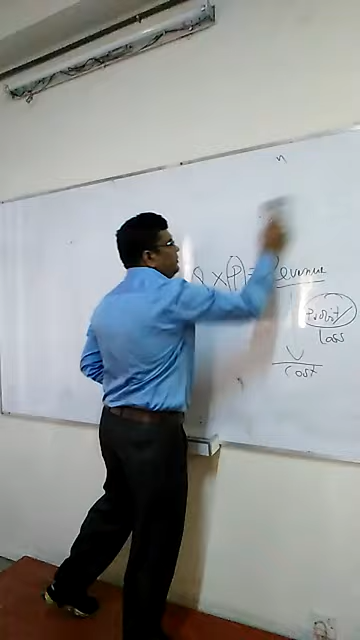 n
Q × (P) = Revenue
Profit
Loss
Cost